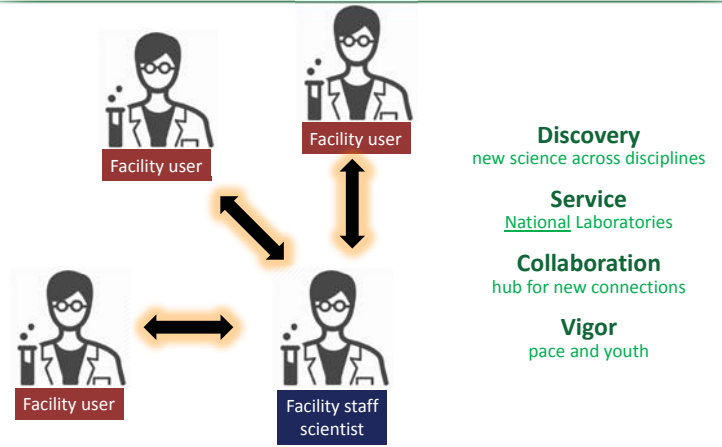 Facility user
Facility user
Facility user
Facility staff
scientist
Discovery
new science across disciplines
Service
National Laboratories
Collaboration
hub for new connections
Vigor
pace and youth